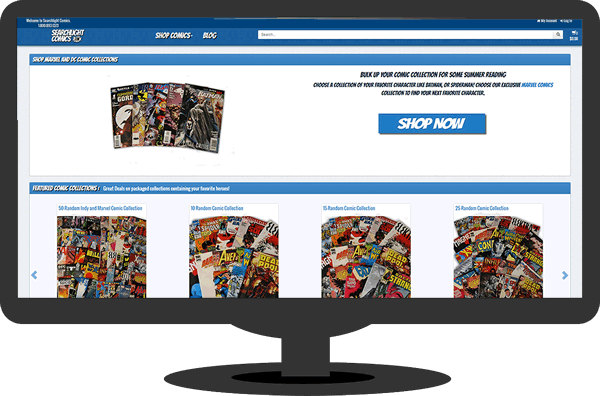 Welcome to Searchlight Comics.
My Account Log In
SEARCHLIGHT
COMICS
SHOP COMICS
BLOG
Search...
$0.00
SHOP MARVEL AND DC COMIC COLLECTIONS
BULK UP YOUR COMIC COLLECTION FOR SOME SUMMER READING
CHOOSE A COLLECTION OF YOUR FAVORITE CHARACTER LIKE BATMAN, OR SPIDERMAN! CHOOSE OUR EXCLUSIVE MARVEL COMICS
COLLECTION TO FIND YOUR NEXT FAVORITE CHARACTER.
SHOP NOW
FEATURED COMIC COLLECTIONS! Great Deals on packaged collections containing your favorite heroes!
50 Random Indy and Marvel Comic Collection
10 Random Comic Collection
15 Random Comic Collection
25 Random Comic Collection